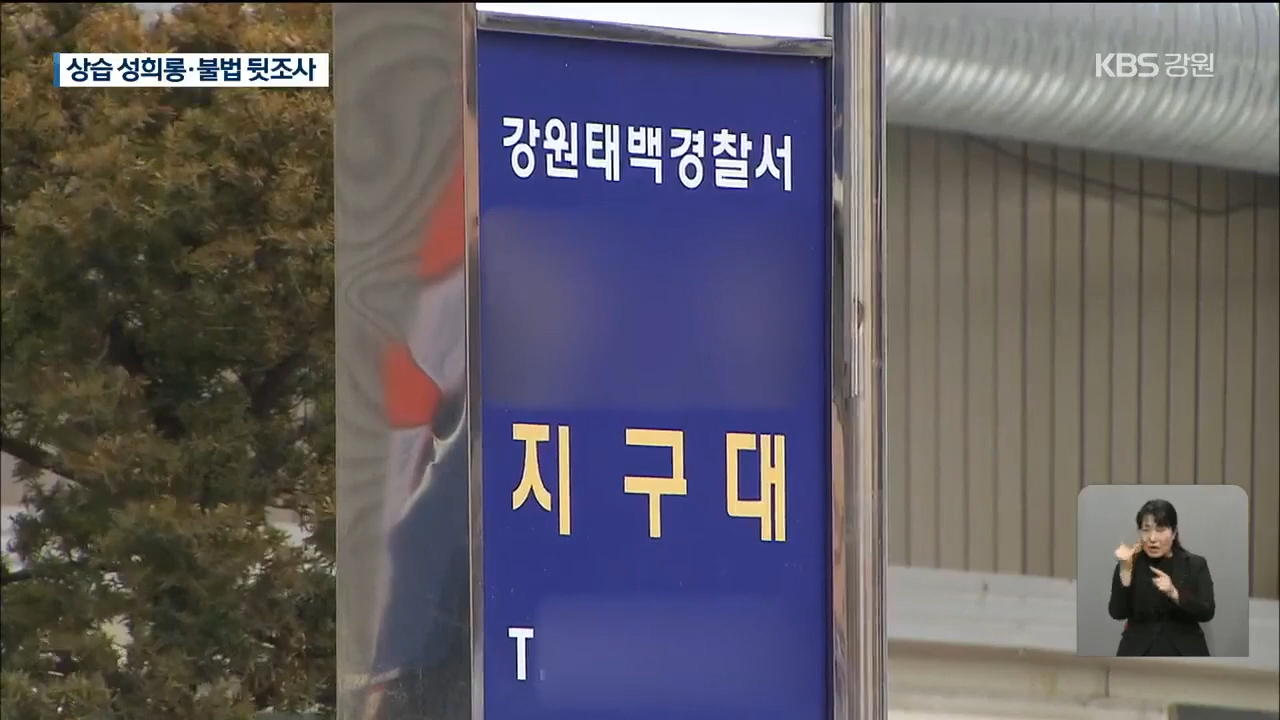 상습 성희롱·불법 뒷조사
KBS 강원
강원태백경찰서
지구대
T